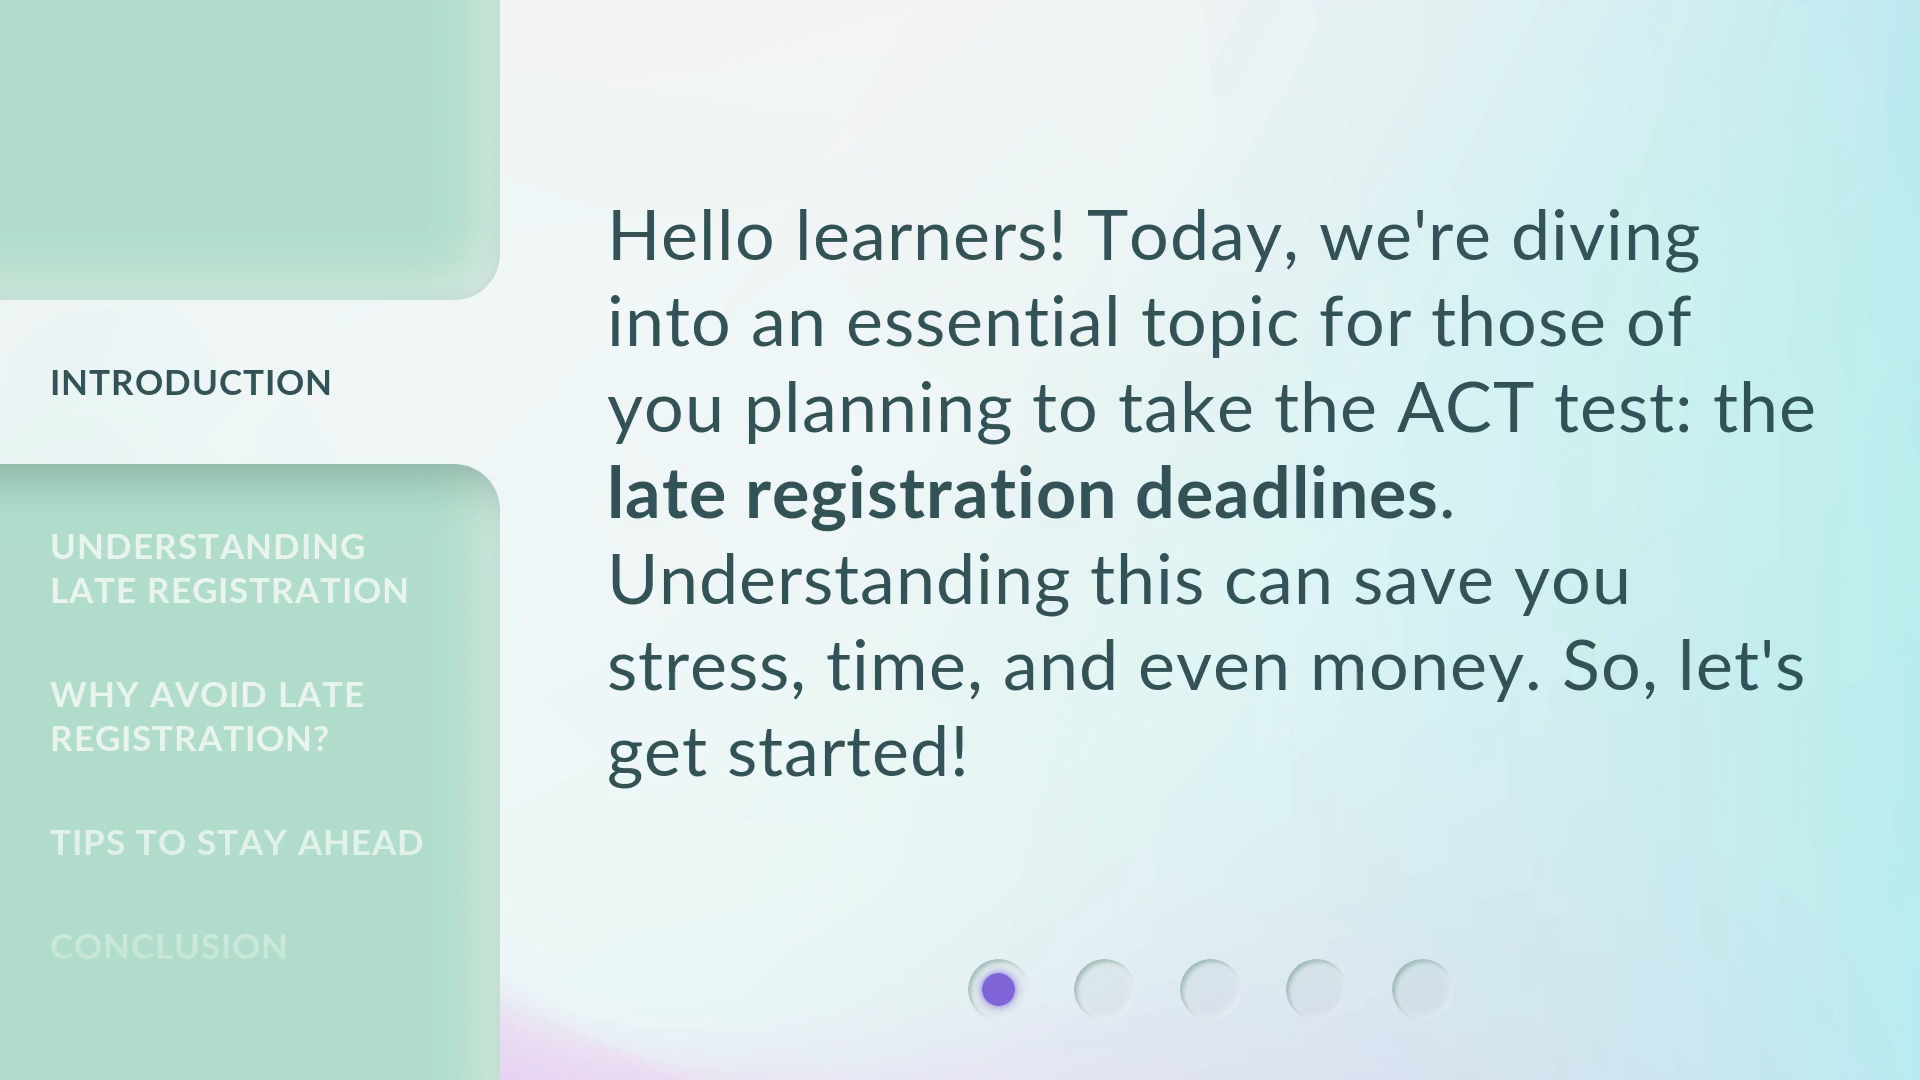 INTRODUCTION
UNDERSTANDING
LATE REGISTRATION
WHY AVOID LATE
REGISTRATION?
TIPS TO STAY AHEAD
CONCLUSION
Hello learners! Today, we're diving
into an essential topic for those of
you planning to take the ACT test: the
late registration deadlines.
Understanding this can save you
stress, time, and even money. So, let's
get started!